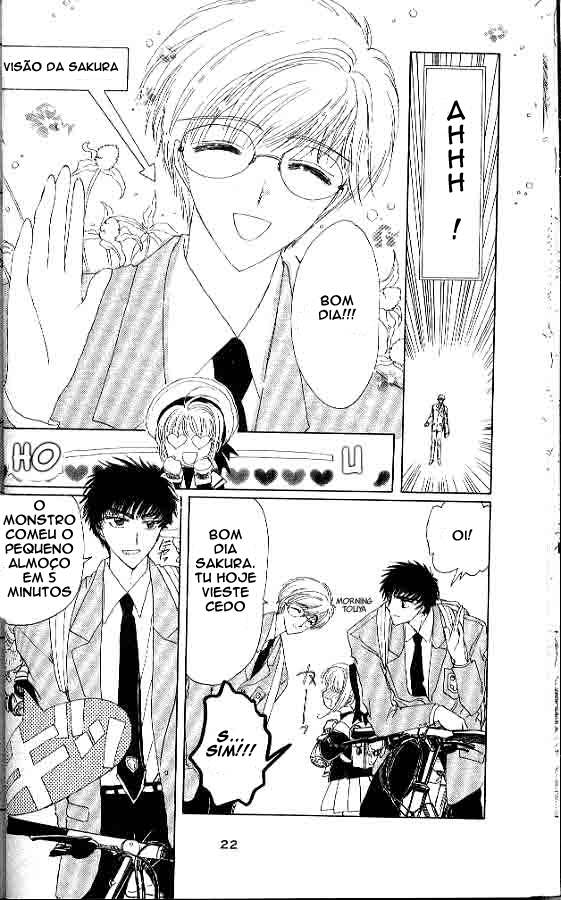 AHHH!
VISÃO DA SAKURA
BOM
DIA!!!
HO
U
OI!
MORNING
TOUYA
BOM
DIA
SAKURA.
TU HOJE
VIESTE
CEDO
S...
SIM!!!
O
MONSTRO
COMEU O
PEQUENO
ALMOÇO
EM 5
MINUTOS
22